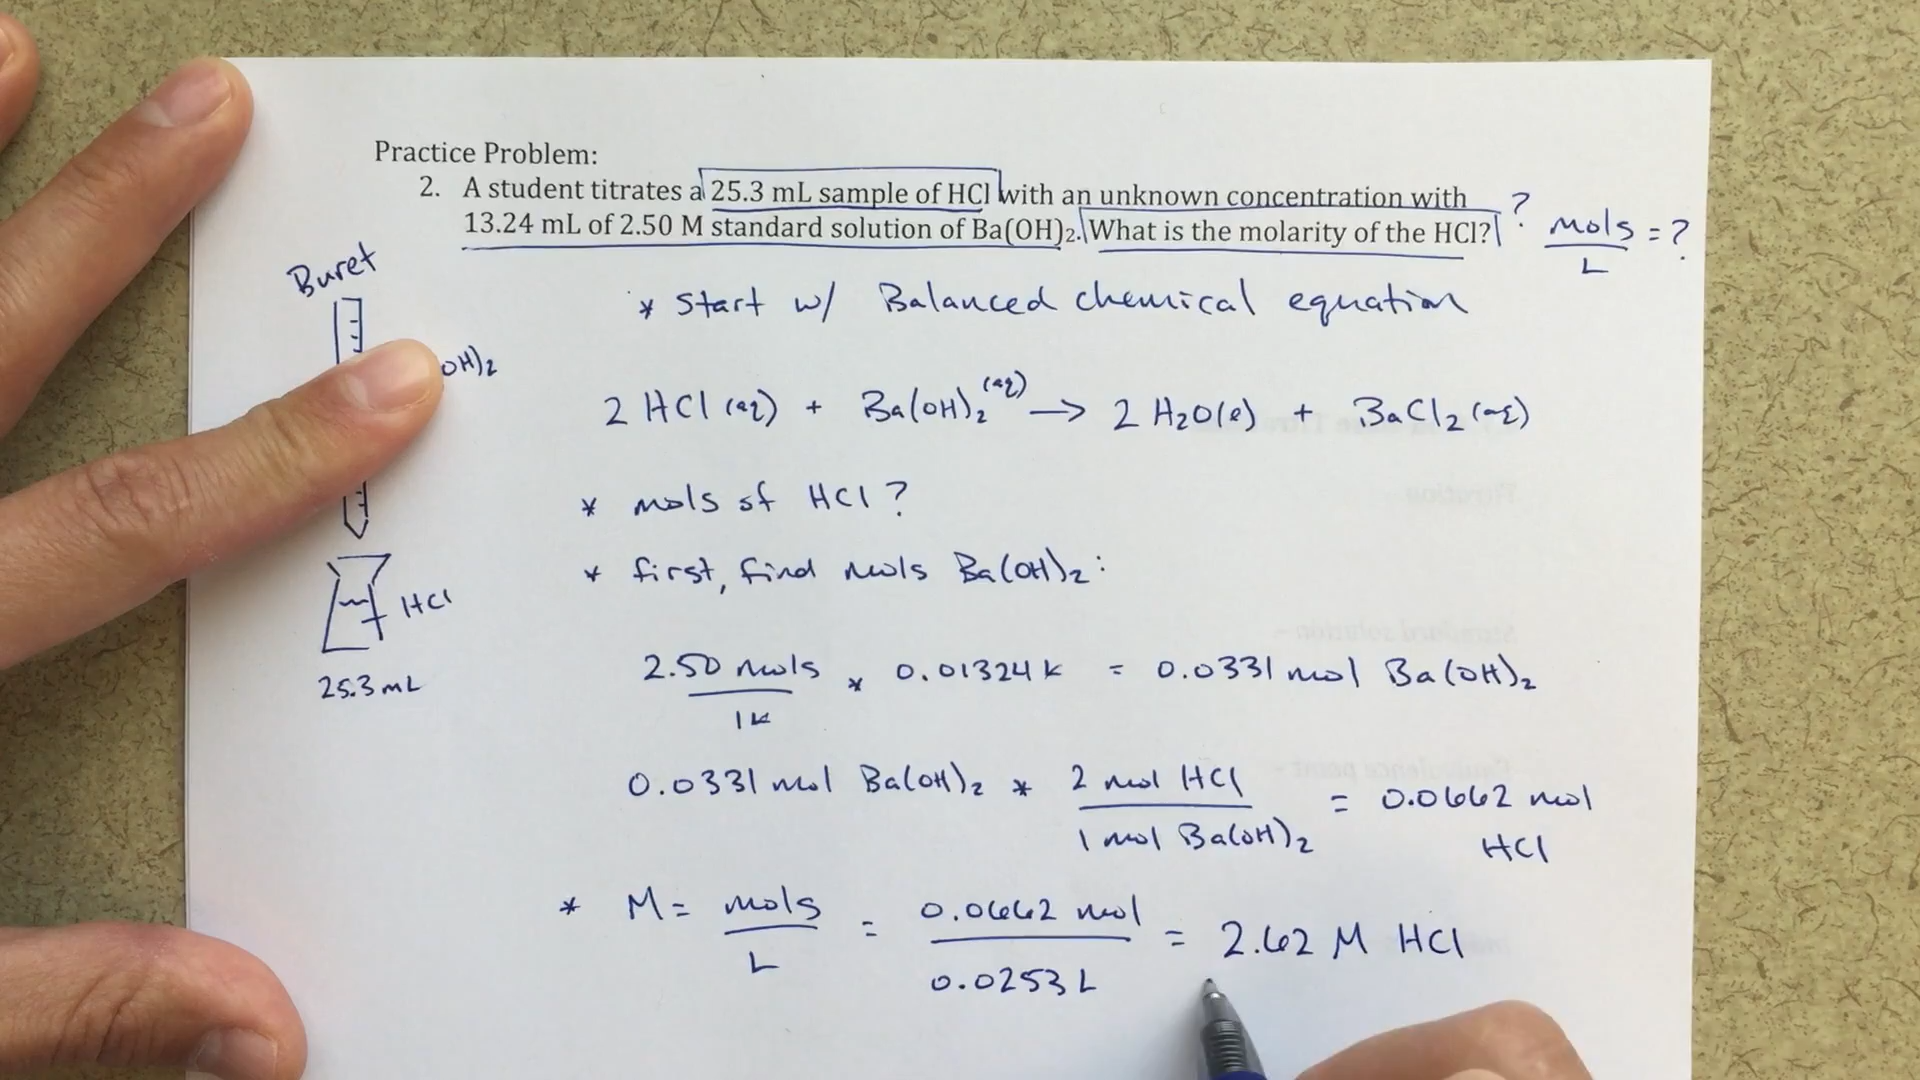 Practice Problem:
2. A student titrates a 25.3 mL sample of HCl with an unknown concentration with
13.24 mL of 2.50 M standard solution of Ba(OH)₂. What is the molarity of the HCl?
? mols/L = ?
Buret
* Start w/ Balanced chemical equation
OH)₂
2 HCl (aq) + Ba(OH)₂ (aq) → 2 H₂O(l) + BaCl₂ (aq)
* mols of HCl?
* first, find mols Ba(OH)₂:
HCl
25.3 mL
2.50 mols / 1 L * 0.01324 L = 0.0331 mol Ba(OH)₂
0.0331 mol Ba(OH)₂ * 2 mol HCl / 1 mol Ba(OH)₂ = 0.0662 mol HCl
* M = mols / L = 0.0662 mol / 0.0253 L = 2.62 M HCl